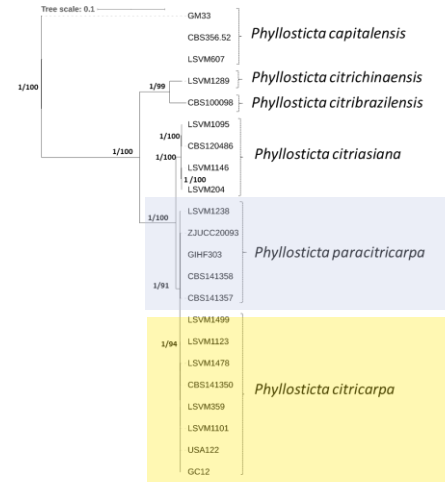 Tree scale: 0.1
GM33
CBS356.52
LSVM607
Phyllosticta capitalensis
1/100
1/99
LSVM1289
Phyllosticta citrichinaensis
CBS100098
Phyllosticta citribrazilensis
1/100
LSVM1095
1/100
CBS120486
1/100
LSVM1146
1/100
LSVM204
Phyllosticta citriasiana
1/100
LSVM1238
ZJUCC20093
GIHF303
CBS141358
CBS141357
Phyllosticta paracitricarpa
1/91
LSVM1499
LSVM1123
1/94
LSVM1478
CBS141350
LSVM359
LSVM1101
USA122
GC12
Phyllosticta citricarpa